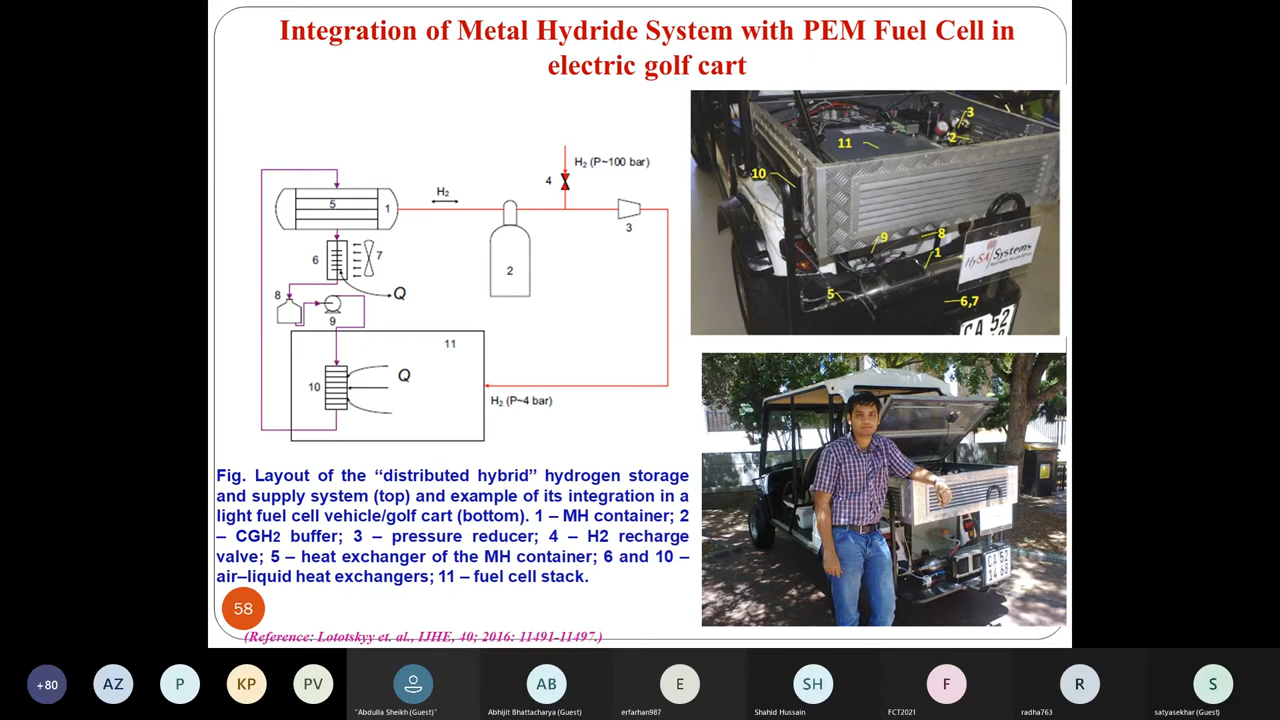 Integration of Metal Hydride System with PEM Fuel Cell in
electric golf cart
H2 (P~100 bar)
4
H2
5
1
3
6
7
2
Q
8
9
11
10
Q
H2 (P~4 bar)
3
2
11
10
9
8
1
5
6,7
HySA Systems
CA 52
CA 52
Fig. Layout of the “distributed hybrid” hydrogen storage
and supply system (top) and example of its integration in a
light fuel cell vehicle/golf cart (bottom). 1 – MH container; 2
– CGH2 buffer; 3 – pressure reducer; 4 – H2 recharge
valve; 5 – heat exchanger of the MH container; 6 and 10 –
air–liquid heat exchangers; 11 – fuel cell stack.
58
(Reference: Lototskyy et. al., IJHE, 40; 2016: 11491-11497.)
+80
AZ
P
KP
PV
AB
E
SH
F
R
S
"Abdulla Sheikh (Guest)"
Abhijit Bhattacharya (Guest)
erfarhan987
Shahid Hussain
FCT2021
radha763
satyasekhar (Guest)